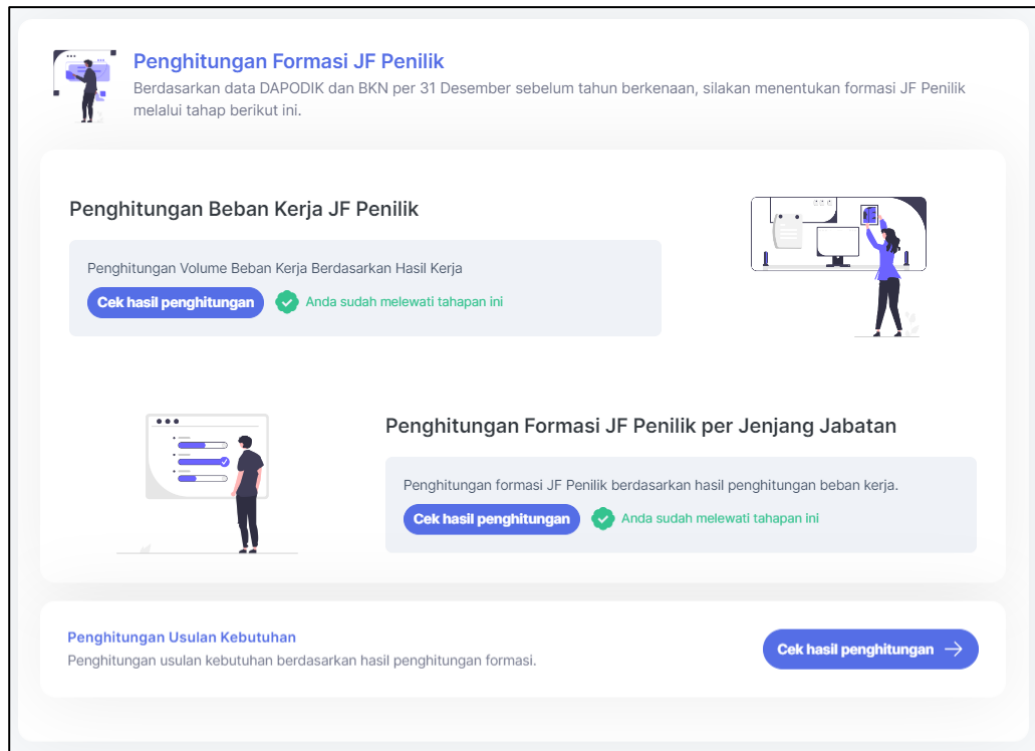 Penghitungan Formasi JF Penilik
Berdasarkan data DAPODIK dan BKN per 31 Desember sebelum tahun berkenaan, silakan menentukan formasi JF Penilik
melalui tahap berikut ini.
Penghitungan Beban Kerja JF Penilik
Penghitungan Volume Beban Kerja Berdasarkan Hasil Kerja
Cek hasil penghitungan Anda sudah melewati tahapan ini
Penghitungan Formasi JF Penilik per Jenjang Jabatan
Penghitungan formasi JF Penilik berdasarkan hasil penghitungan beban kerja.
Cek hasil penghitungan Anda sudah melewati tahapan ini
Penghitungan Usulan Kebutuhan
Penghitungan usulan kebutuhan berdasarkan hasil penghitungan formasi.
Cek hasil penghitungan →